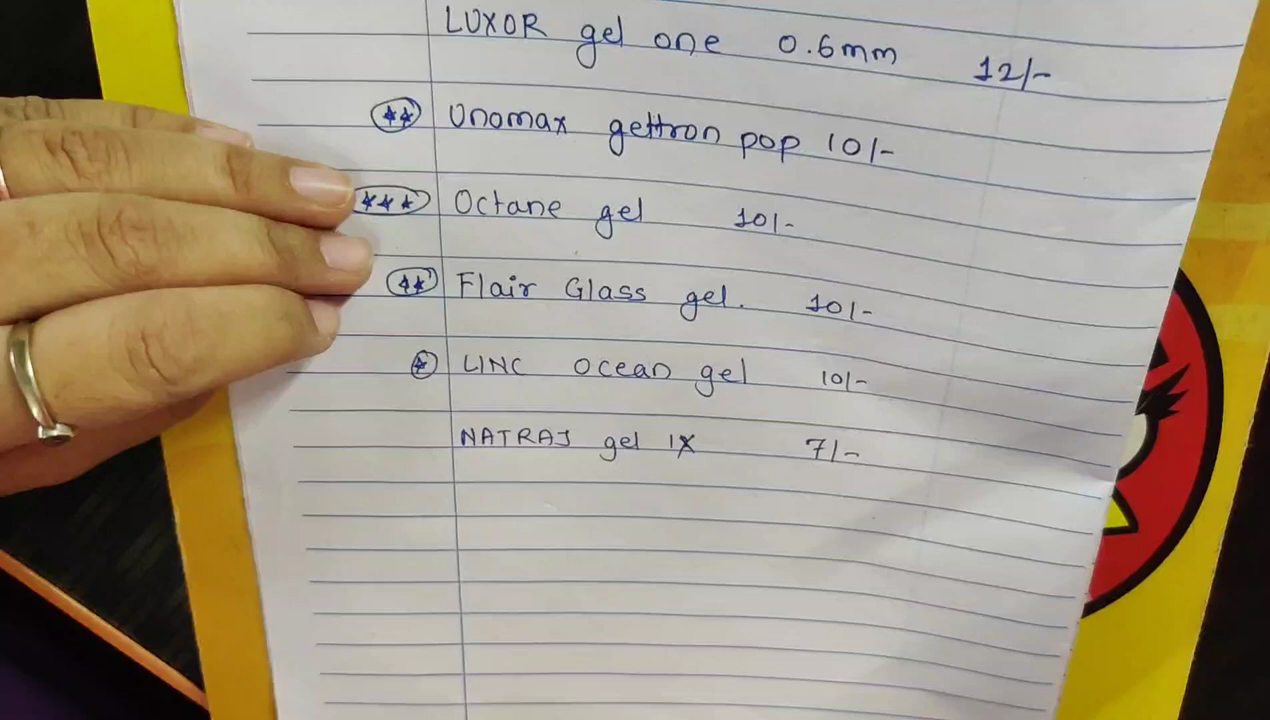 LUXOR gel one 0.6mm 12/-
** Unomax geltron pop 10/-
*** Octane gel 10/-
** Flair Glass gel. 10/-
* LINC Ocean gel 10/-
NATRAJ gel 1X 7/-